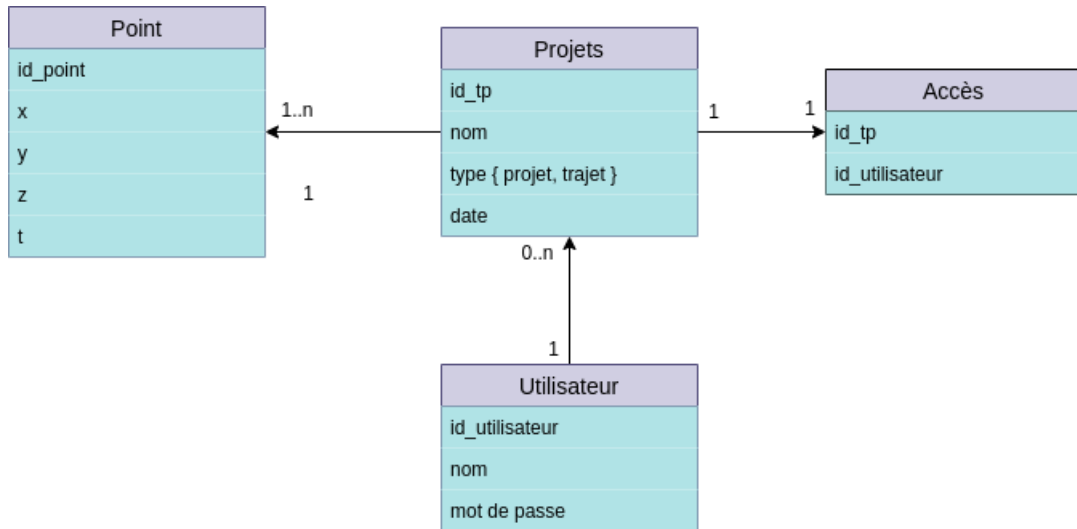 Point
id_point
x
y
z
t
1..n
1
Projets
id_tp
nom
type { projet, trajet }
date
1
1
Accès
id_tp
id_utilisateur
0..n
1
Utilisateur
id_utilisateur
nom
mot de passe